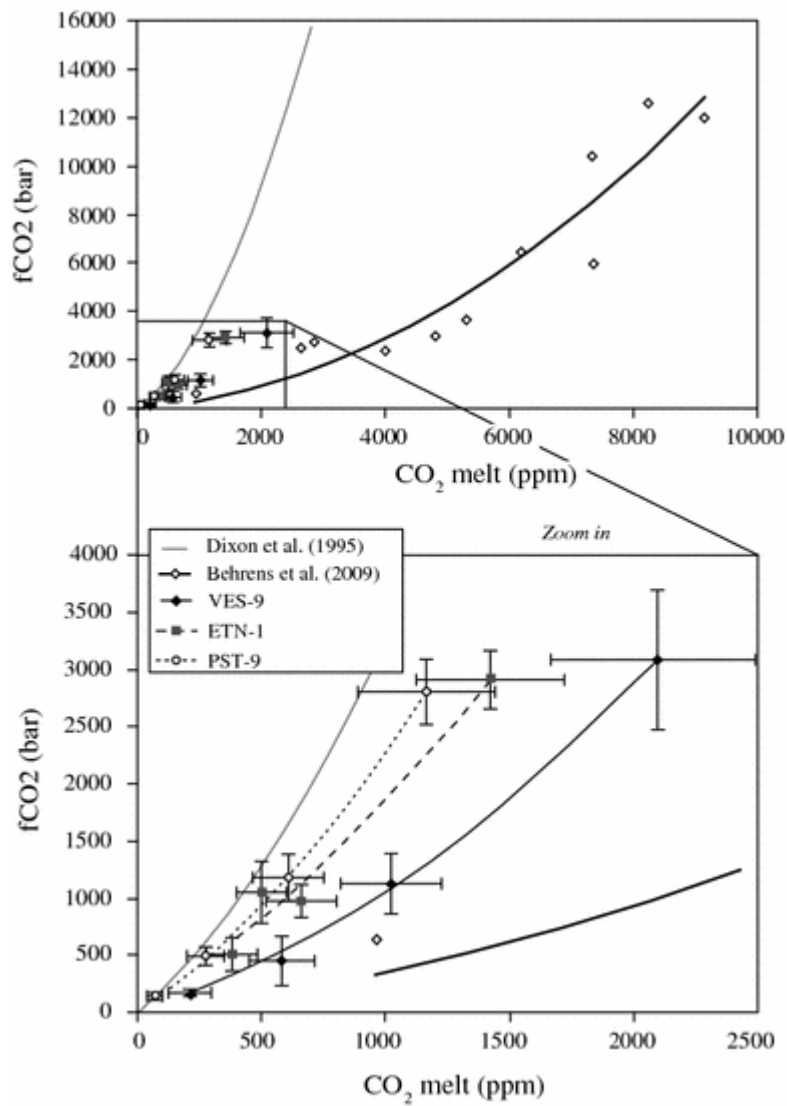 16000
14000
12000
10000
8000
6000
4000
2000
0
fCO2 (bar)
0 2000 4000 6000 8000 10000
CO2 melt (ppm)
Zoom in
Dixon et al. (1995)
Behrens et al. (2009)
VES-9
ETN-1
PST-9
4000
3500
3000
2500
2000
1500
1000
500
0
fCO2 (bar)
0 500 1000 1500 2000 2500
CO2 melt (ppm)